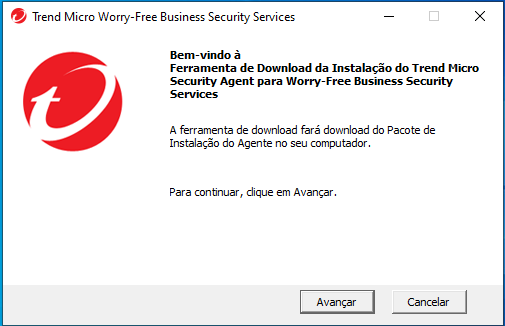 Trend Micro Worry-Free Business Security Services
Bem-vindo à
Ferramenta de Download da Instalação do Trend Micro
Security Agent para Worry-Free Business Security
Services
A ferramenta de download fará download do Pacote de
Instalação do Agente no seu computador.
Para continuar, clique em Avançar.
Avançar
Cancelar